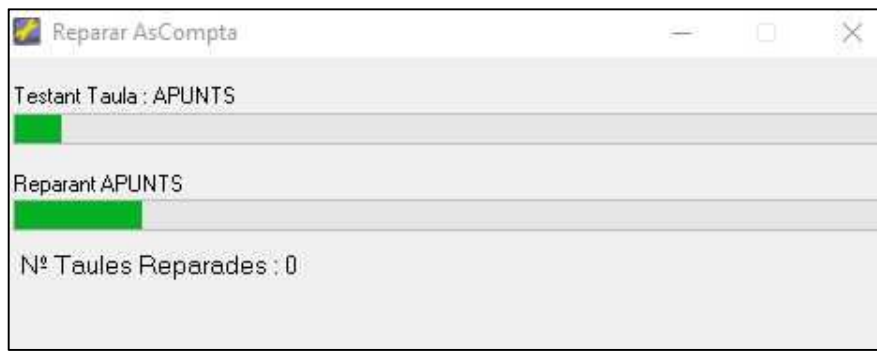 Reparar AsCompta
Testant Taula : APUNTS
Reparant APUNTS
Nº Taules Reparades : 0